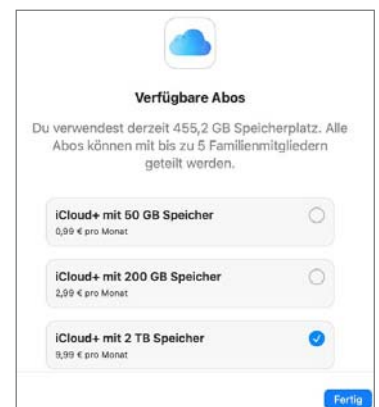 Verfügbare Abos
Du verwendest derzeit 455,2 GB Speicherplatz. Alle
Abos können mit bis zu 5 Familienmitgliedern
geteilt werden.
iCloud+ mit 50 GB Speicher
0,99 € pro Monat
iCloud+ mit 200 GB Speicher
2,99 € pro Monat
iCloud+ mit 2 TB Speicher
9,99 € pro Monat
Fertig